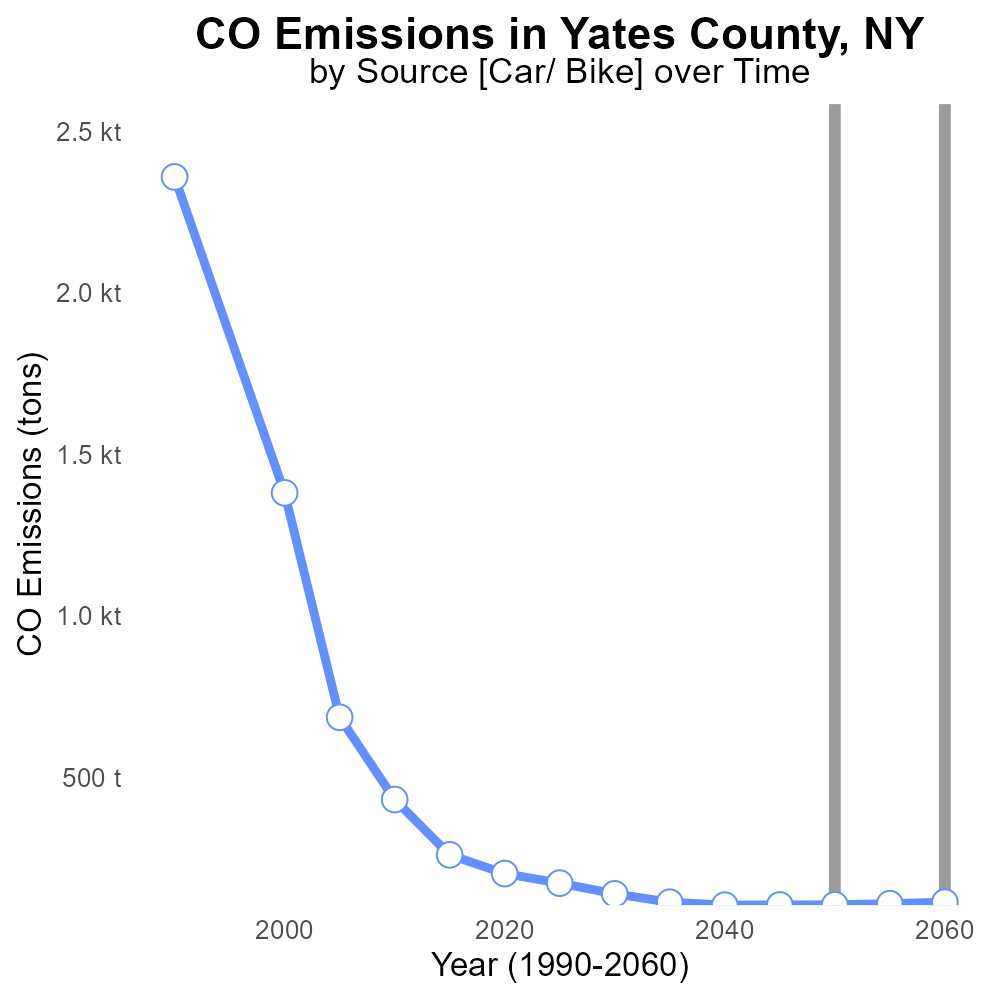 CO Emissions in Yates County, NY
by Source [Car/ Bike] over Time
CO Emissions (tons)
2.5 kt
2.0 kt
1.5 kt
1.0 kt
500 t
2000 2020 2040 2060
Year (1990-2060)